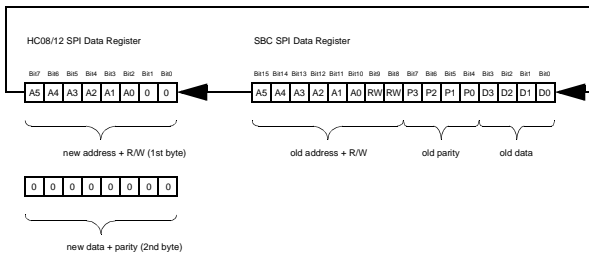 HC08/12 SPI Data Register SBC SPI Data Register
Bit7 Bit6 Bit5 Bit4 Bit3 Bit2 Bit1 Bit0 Bit15 Bit14 Bit13 Bit12 Bit11 Bit10 Bit9 Bit8 Bit7 Bit6 Bit5 Bit4 Bit3 Bit2 Bit1 Bit0
A5 A4 A3 A2 A1 A0 0 0 A5 A4 A3 A2 A1 A0 RW RW P3 P2 P1 P0 D3 D2 D1 D0
new address + R/W (1st byte) old address + R/W old parity old data
0 0 0 0 0 0 0 0
new data + parity (2nd byte)